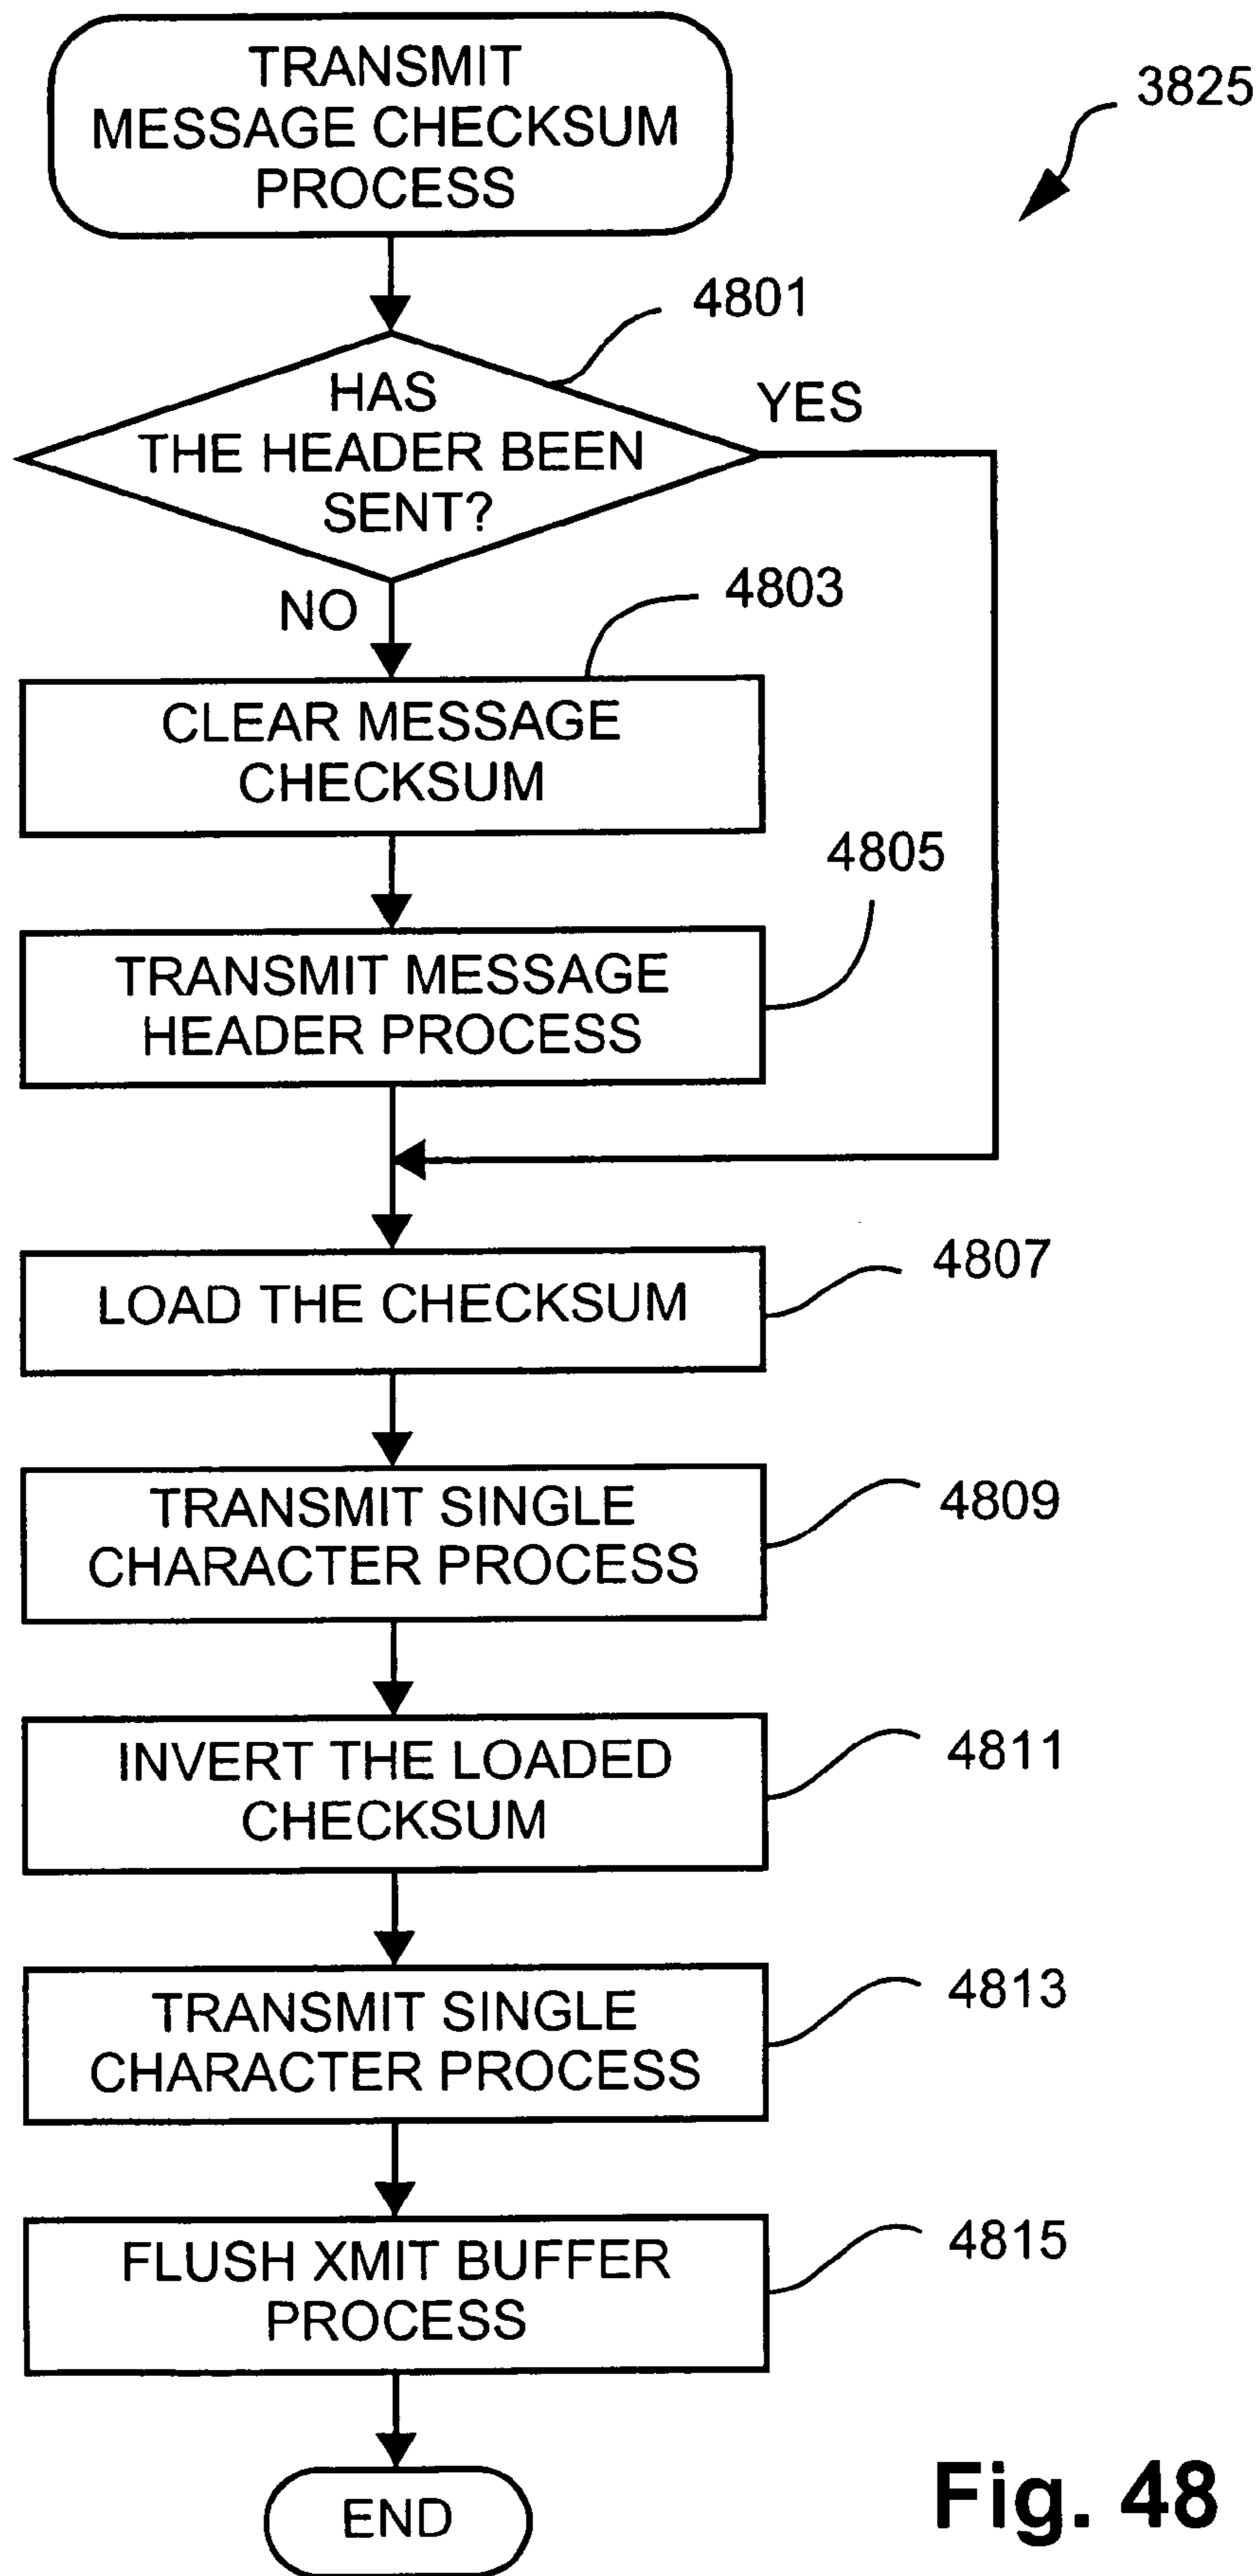 TRANSMIT
MESSAGE CHECKSUM
PROCESS
3825
4801
HAS
THE HEADER BEEN
SENT?
YES
NO
4803
CLEAR MESSAGE
CHECKSUM
4805
TRANSMIT MESSAGE
HEADER PROCESS
4807
LOAD THE CHECKSUM
4809
TRANSMIT SINGLE
CHARACTER PROCESS
4811
INVERT THE LOADED
CHECKSUM
4813
TRANSMIT SINGLE
CHARACTER PROCESS
4815
FLUSH XMIT BUFFER
PROCESS
END
Fig. 48